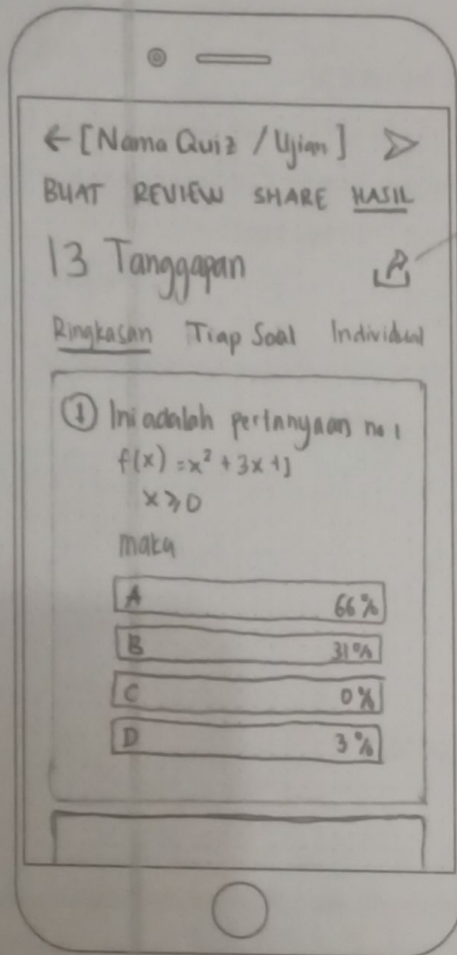 ← [Nama Quiz / Ujian]
BUAT REVIEW SHARE HASIL
13 Tanggapan
Ringkasan Tiap Soal Individual
① Ini adalah pertanyaan no 1
f(x) = x² + 3x + 1
x ≥ 0
maka
A 66%
B 31%
C 0%
D 3%